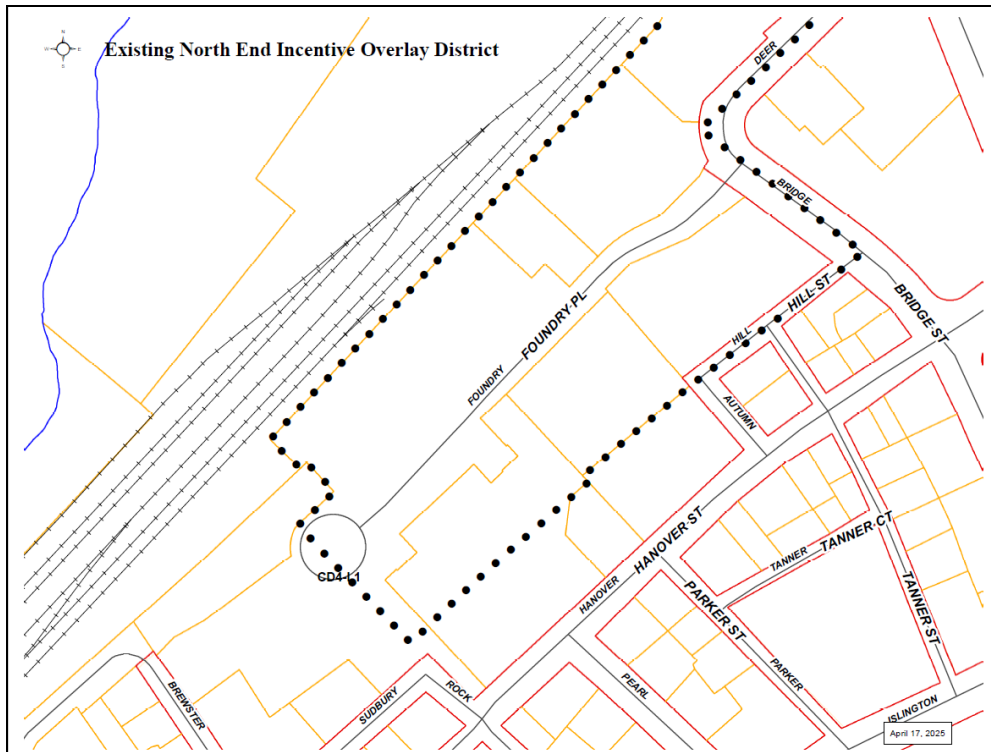 N
W E
S
Existing North End Incentive Overlay District
DEER
BRIDGE
HILL ST
HILL
BRIDGE ST
FOUNDRY PL
FOUNDRY
AUTUMN
HANOVER ST
HANOVER
TANNER CT
TANNER
TANNER ST
CD4-L1
PARKER ST
PARKER
PEARL
ROCK
SUDBURY
BREWSTER
ISLINGTON
April 17, 2025